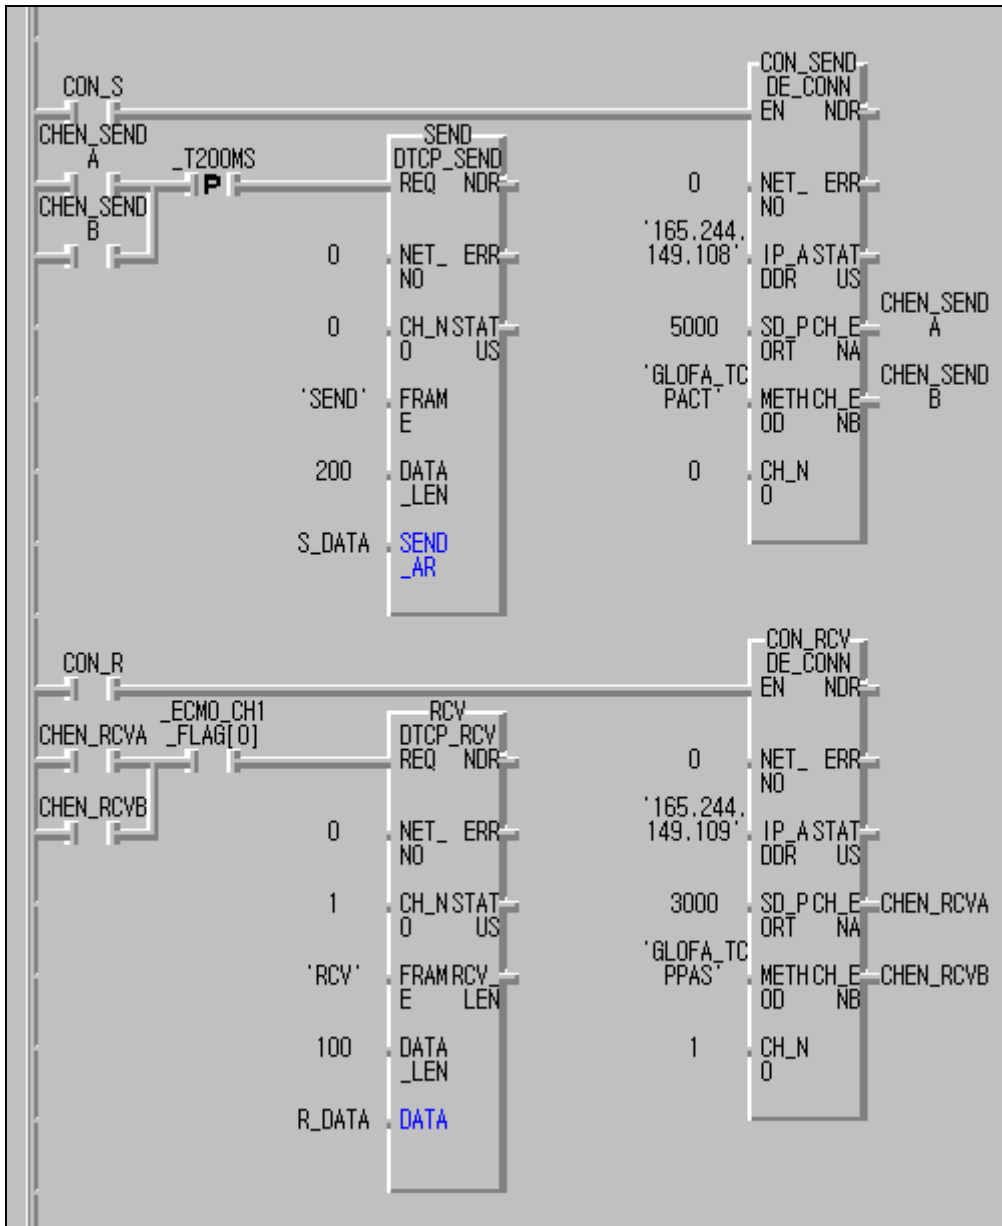 CON_SEND
CON_S
DE_CONN
EN NDR
CHEN_SEND
A
_T200MS
P
SEND
DTCP_SEND
REQ NDR
0
NET_ ERR
NO
CHEN_SEND
B
0
NET_ ERR
NO
'165.244.
149.108'
IP_A STAT
DDR US
0
CH_N STAT
O US
5000
SD_P CH_E
ORT NA
CHEN_SEND
A
'SEND'
FRAM
E
'GLOFA_TC
PACT'
METH CH_E
OD NB
CHEN_SEND
B
200
DATA
_LEN
0
CH_N
O
S_DATA
SEND
_AR
CON_RCV
CON_R
DE_CONN
EN NDR
CHEN_RCVA
_ECM0_CH1
_FLAG[0]
RCV
DTCP_RCV
REQ NDR
0
NET_ ERR
NO
CHEN_RCVB
0
NET_ ERR
NO
'165.244.
149.109'
IP_A STAT
DDR US
1
CH_N STAT
O US
3000
SD_P CH_E
ORT NA
CHEN_RCVA
'RCV'
FRAM RCV_
E LEN
'GLOFA_TC
PPAS'
METH CH_E
OD NB
CHEN_RCVB
100
DATA
_LEN
1
CH_N
O
R_DATA
DATA